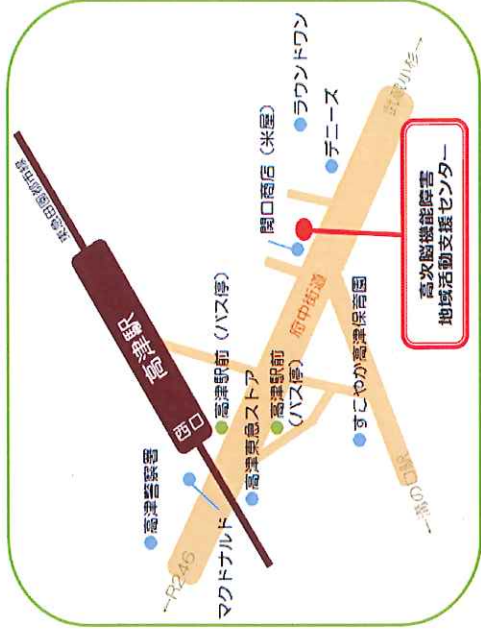 東急田園都市線
高津駅
西口
高津警察署
←R246
マクドナルド
高津駅前（バス停）
高津東急ストア
高津駅前
（バス停）
府中街道
関口商店（米屋）
ラウンドワン
デニーズ
武蔵小杉→
すこやか高津保育園
←溝の口駅
高次脳機能障害
地域活動支援センター